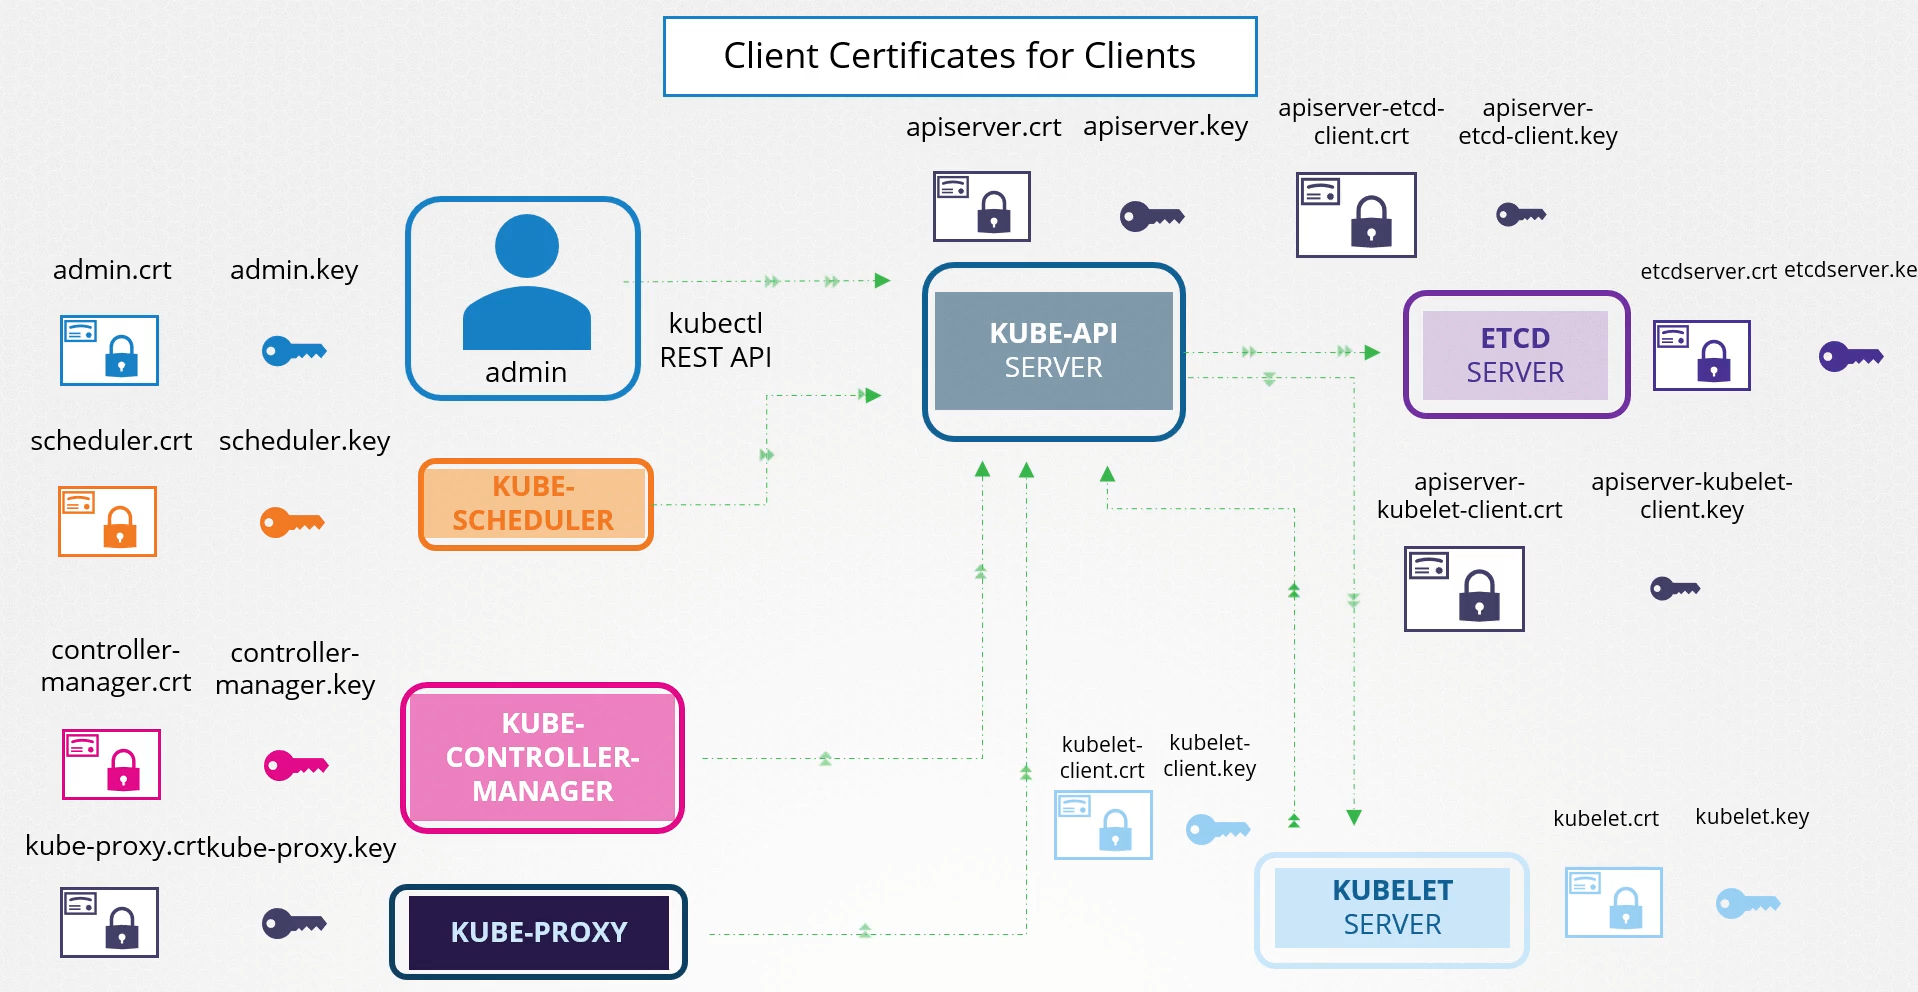 Client Certificates for Clients
apiserver.crt
apiserver.key
apiserver-etcd-
client.crt
apiserver-
etcd-client.key
admin.crt
admin.key
admin
kubectl
REST API
KUBE-API
SERVER
ETCD
SERVER
etcdserver.crt
etcdserver.ke
scheduler.crt
scheduler.key
KUBE-
SCHEDULER
apiserver-
kubelet-client.crt
apiserver-kubelet-
client.key
controller-
manager.crt
controller-
manager.key
KUBE-
CONTROLLER-
MANAGER
kubelet-
client.crt
kubelet-
client.key
kube-proxy.crt
kube-proxy.key
KUBE-PROXY
KUBELET
SERVER
kubelet.crt
kubelet.key